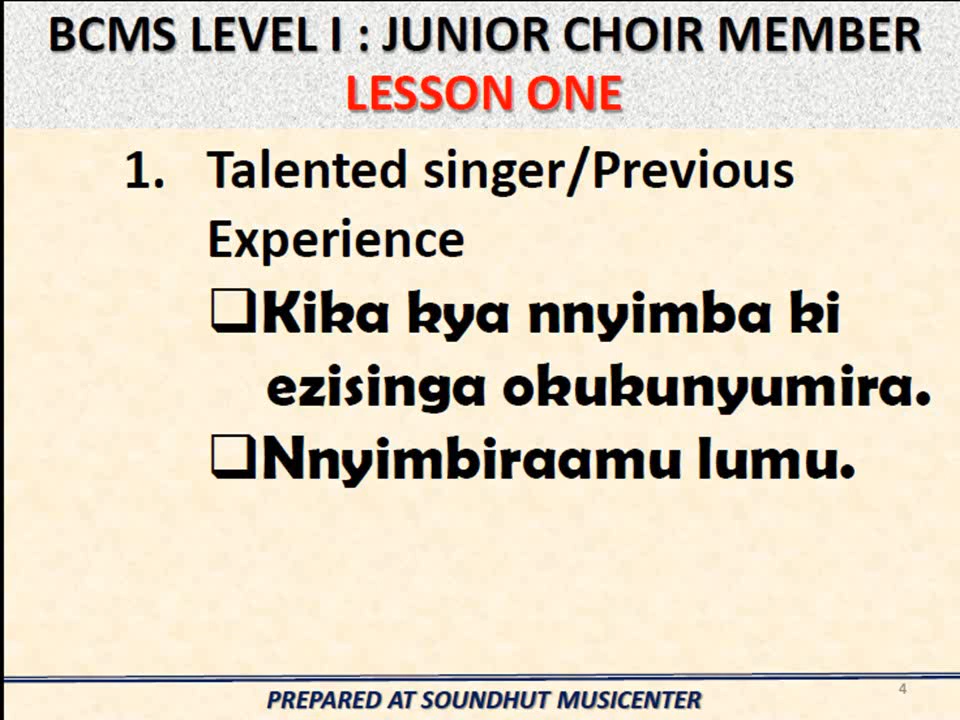 BCMS LEVEL I : JUNIOR CHOIR MEMBER
LESSON ONE
1. Talented singer/Previous
Experience
❑Kika kya nnyimba ki
ezisinga okukunyumira.
❑Nnyimbiraamu lumu.
PREPARED AT SOUNDHUT MUSICENTER
4